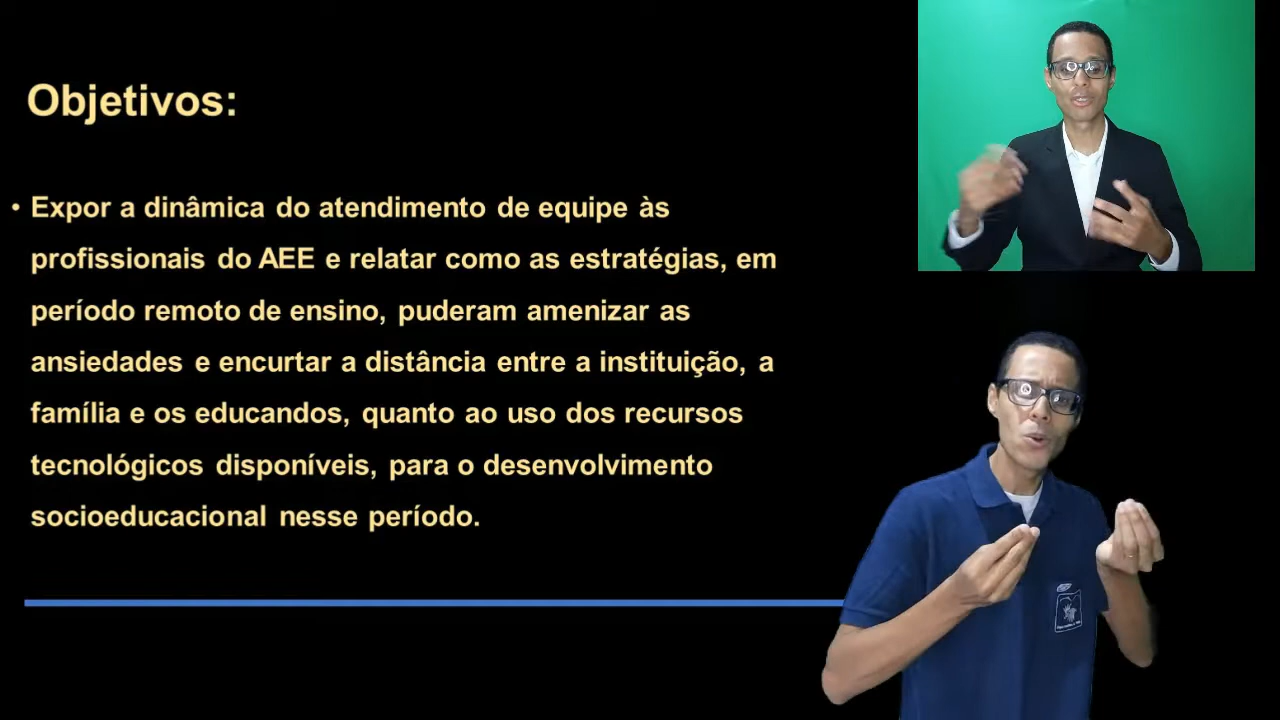 Objetivos:
• Expor a dinâmica do atendimento de equipe às
profissionais do AEE e relatar como as estratégias, em
período remoto de ensino, puderam amenizar as
ansiedades e encurtar a distância entre a instituição, a
família e os educandos, quanto ao uso dos recursos
tecnológicos disponíveis, para o desenvolvimento
socioeducacional nesse período.